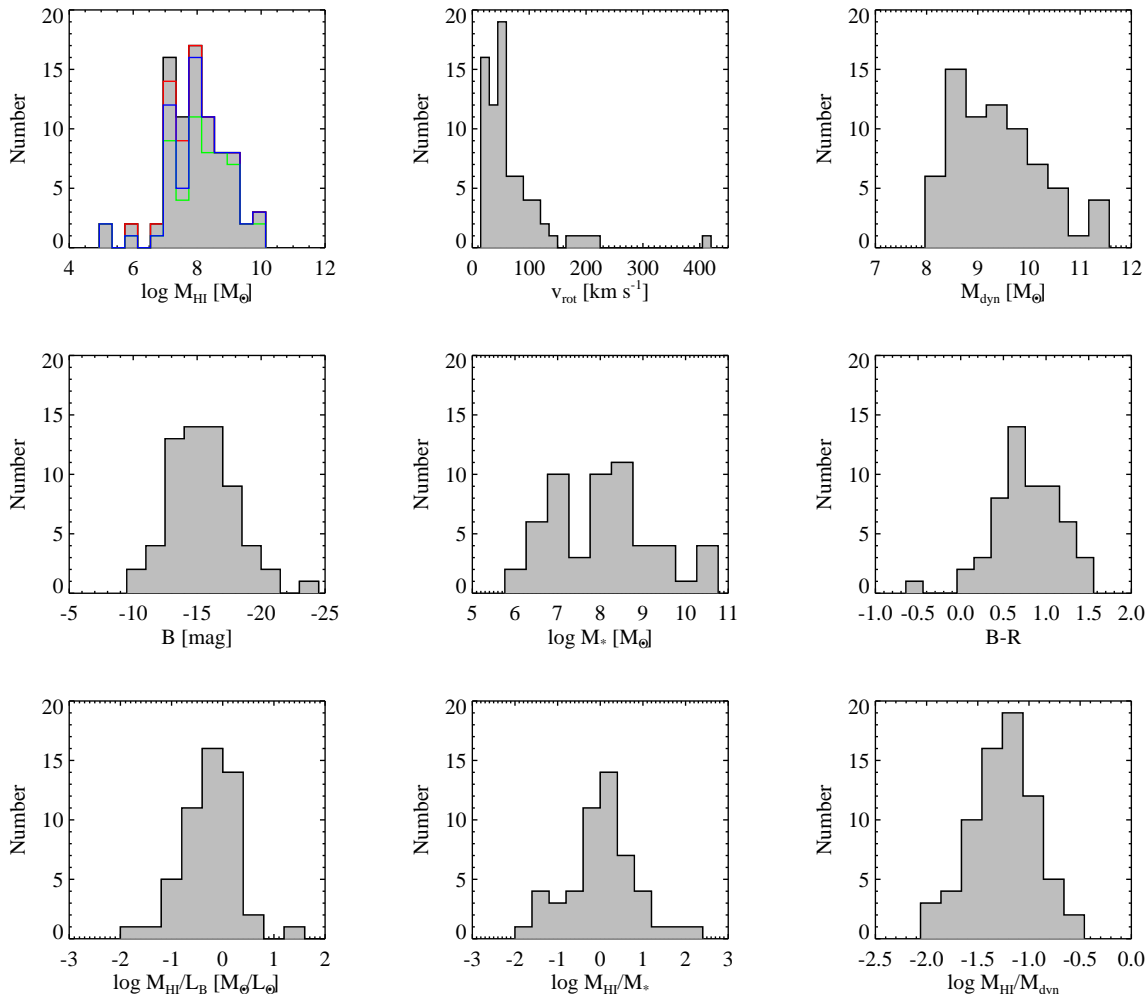 20 15 10 5 0
Number
4 6 8 10 12
log M_HI [M_⊙]
20 15 10 5 0
Number
0 100 200 300 400
v_rot [km s^-1]
20 15 10 5 0
Number
7 8 9 10 11 12
M_dyn [M_⊙]
20 15 10 5 0
Number
-5 -10 -15 -20 -25
B [mag]
20 15 10 5 0
Number
5 6 7 8 9 10 11
log M_* [M_⊙]
20 15 10 5 0
Number
-1.0 -0.5 0.0 0.5 1.0 1.5 2.0
B-R
20 15 10 5 0
Number
-3 -2 -1 0 1 2
log M_HI/L_B [M_⊙/L_⊙]
20 15 10 5 0
Number
-3 -2 -1 0 1 2 3
log M_HI/M_*
20 15 10 5 0
Number
-2.5 -2.0 -1.5 -1.0 -0.5 0.0
log M_HI/M_dyn